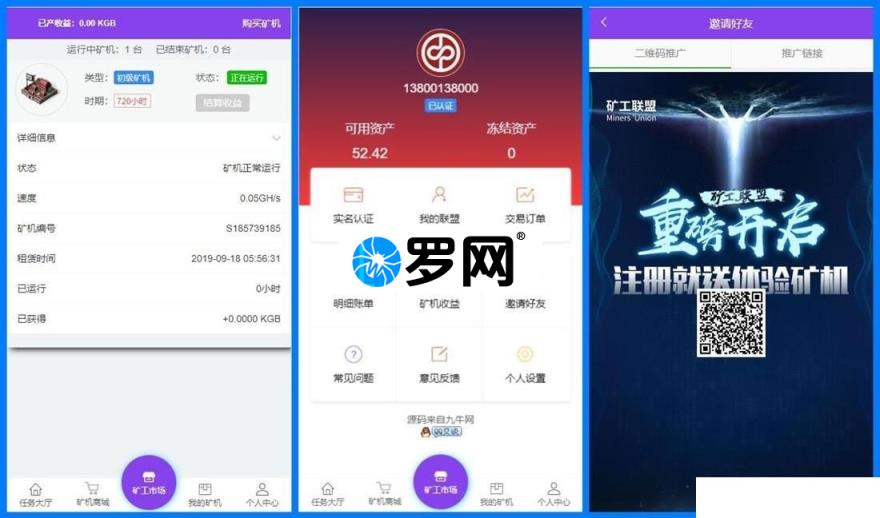 已产收益：0.00 KGB
购买矿机
运行中矿机：1 台 已结束矿机：0 台
类型：初级矿机 状态：正在运行
时期：720小时 结算收益
详细信息
状态 矿机正常运行
速度 0.05GH/s
矿机编号 S185739185
租赁时间 2019-09-18 05:56:31
已运行 0小时
已获得 +0.0000 KGB
任务大厅 矿机商城 矿工市场 我的矿机 个人中心
13800138000
已认证
可用资产 冻结资产
52.42 0
实名认证 我的联盟 交易订单
罗网®
明细账单 矿机收益 邀请好友
常见问题 意见反馈 个人设置
源码来自九牛网
QQ交谈
任务大厅 矿机商城 矿工市场 我的矿机 个人中心
邀请好友
二维码推广 推广链接
矿工联盟
Miners 'Union
矿工联盟
重磅开启
注册就送体验矿机